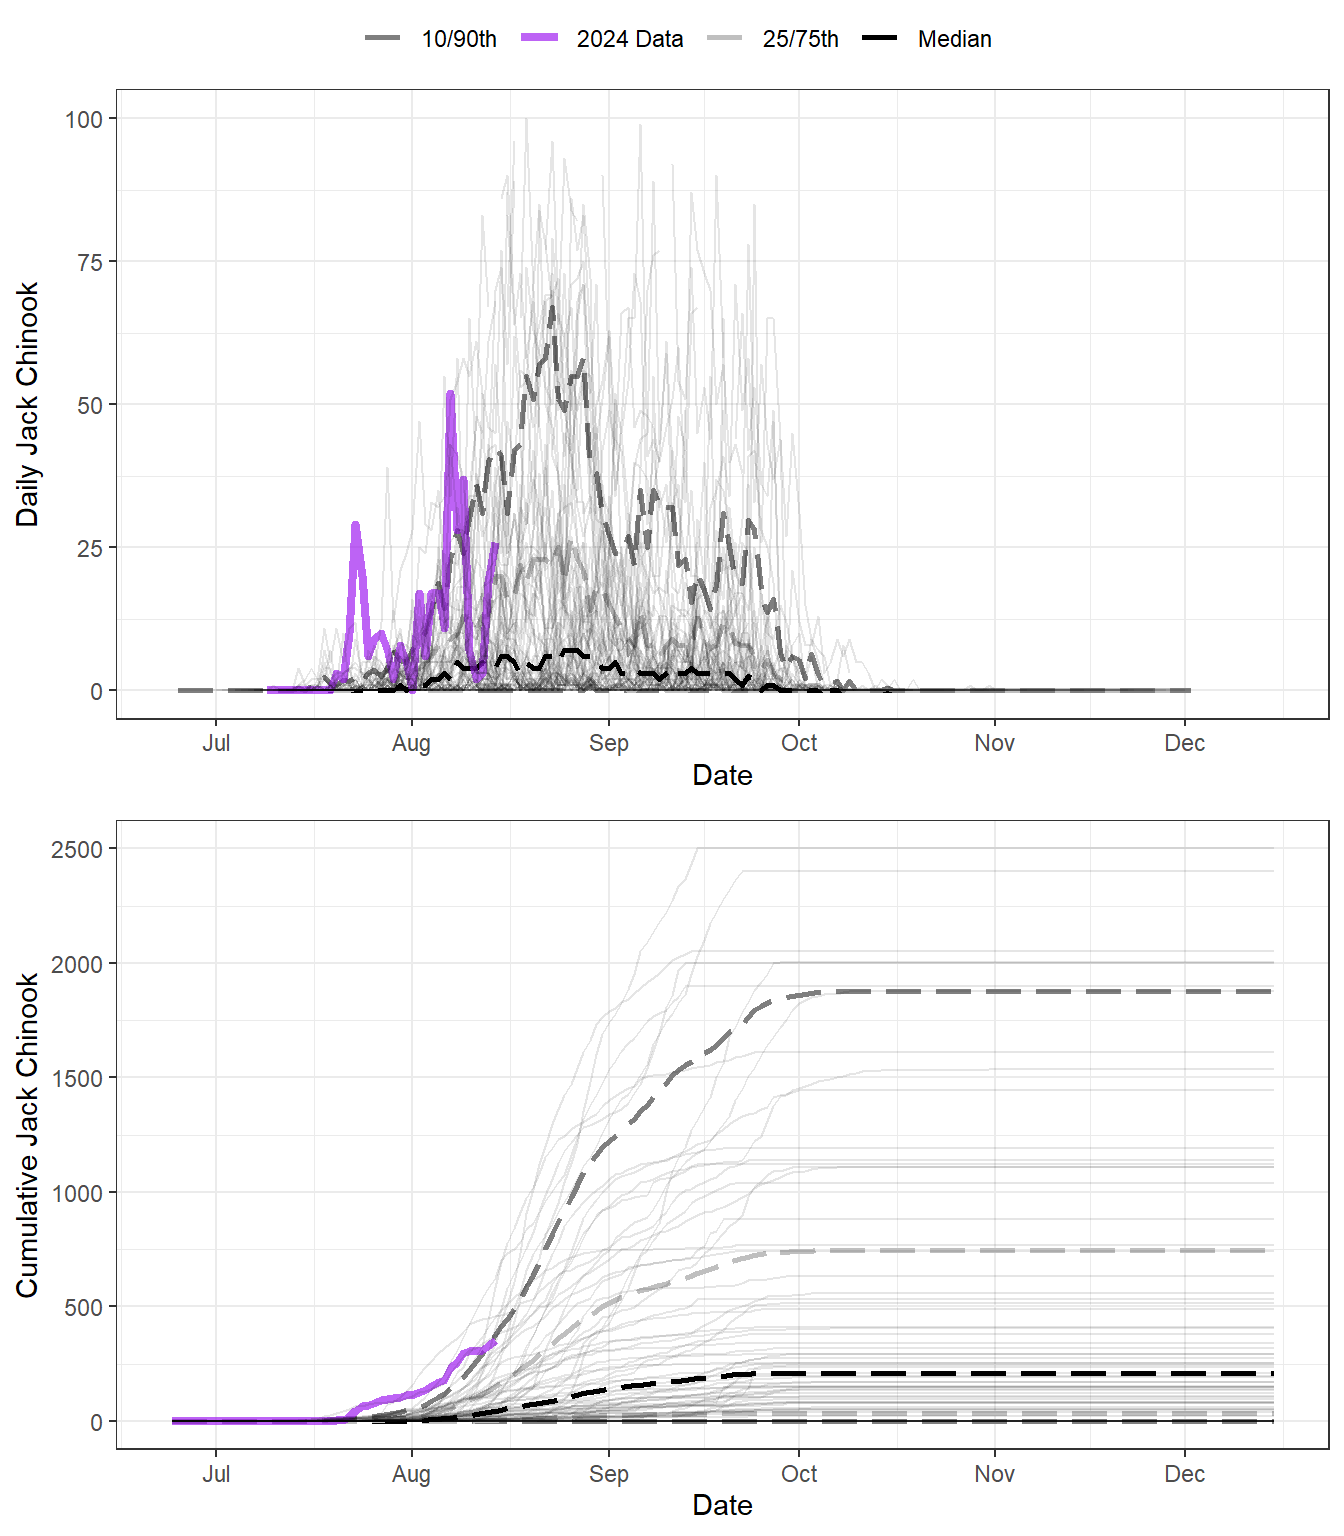 10/90th 2024 Data 25/75th Median
Daily Jack Chinook
100
75
50
25
0
Jul Aug Sep Oct Nov Dec
Date
Cumulative Jack Chinook
2500
2000
1500
1000
500
0
Jul Aug Sep Oct Nov Dec
Date